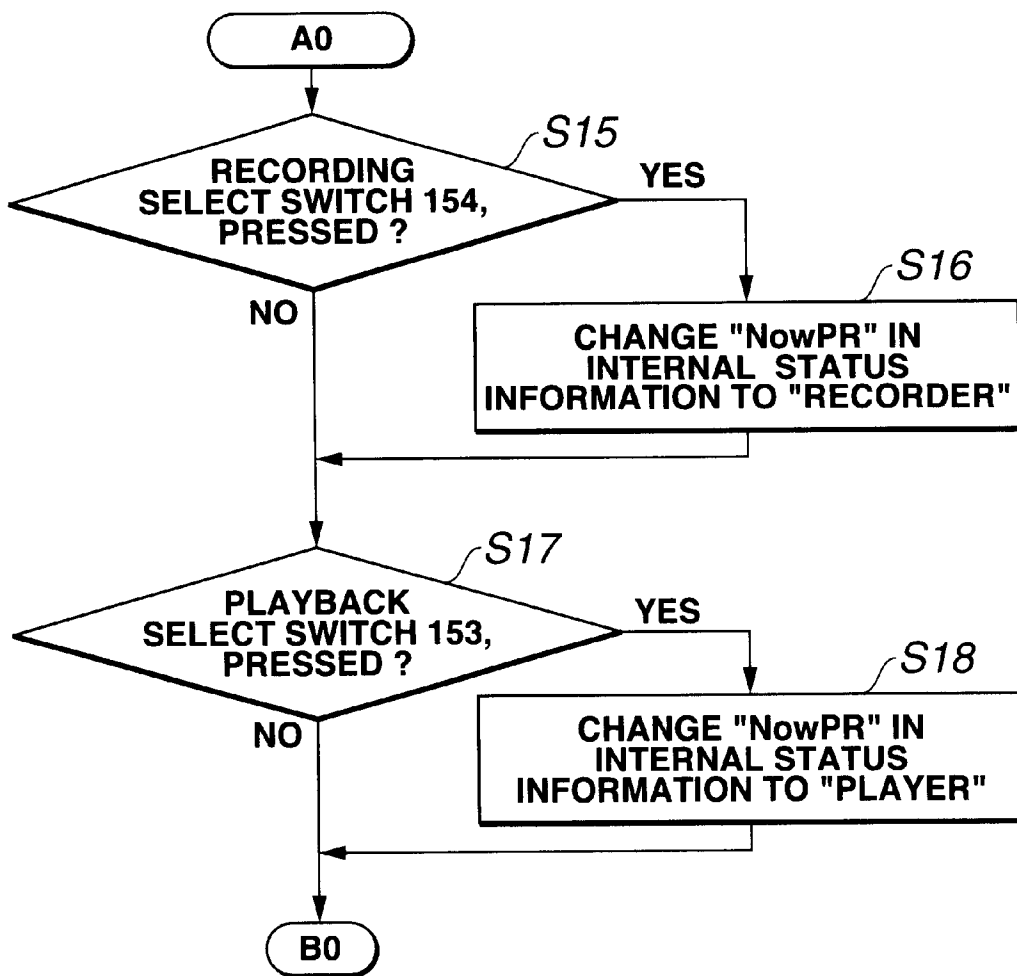 A0
S15
RECORDING
SELECT SWITCH 154,
PRESSED ?
YES
NO
S16
CHANGE "NowPR" IN
INTERNAL STATUS
INFORMATION TO "RECORDER"
S17
PLAYBACK
SELECT SWITCH 153,
PRESSED ?
YES
NO
S18
CHANGE "NowPR" IN
INTERNAL STATUS
INFORMATION TO "PLAYER"
B0